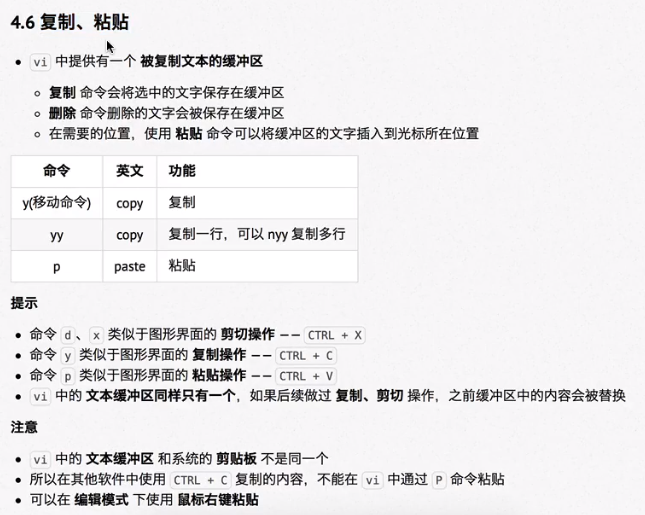 4.6 复制、粘贴
vi 中提供有一个 被复制文本的缓冲区
复制 命令会将选中的文字保存在缓冲区
删除 命令删除的文字会被保存在缓冲区
在需要的位置，使用 粘贴 命令可以将缓冲区的文字插入到光标所在位置
命令 英文 功能
y(移动命令) copy 复制
yy copy 复制一行，可以 nyy 复制多行
p paste 粘贴
提示
命令 d、x 类似于图形界面的 剪切操作 —— CTRL + X
命令 y 类似于图形界面的 复制操作 —— CTRL + C
命令 p 类似于图形界面的 粘贴操作 —— CTRL + V
vi 中的 文本缓冲区同样只有一个，如果后续做过 复制、剪切 操作，之前缓冲区中的内容会被替换
注意
vi 中的 文本缓冲区 和系统的 剪贴板 不是同一个
所以在其他软件中使用 CTRL + C 复制的内容，不能在 vi 中通过 P 命令粘贴
可以在 编辑模式 下使用 鼠标右键粘贴